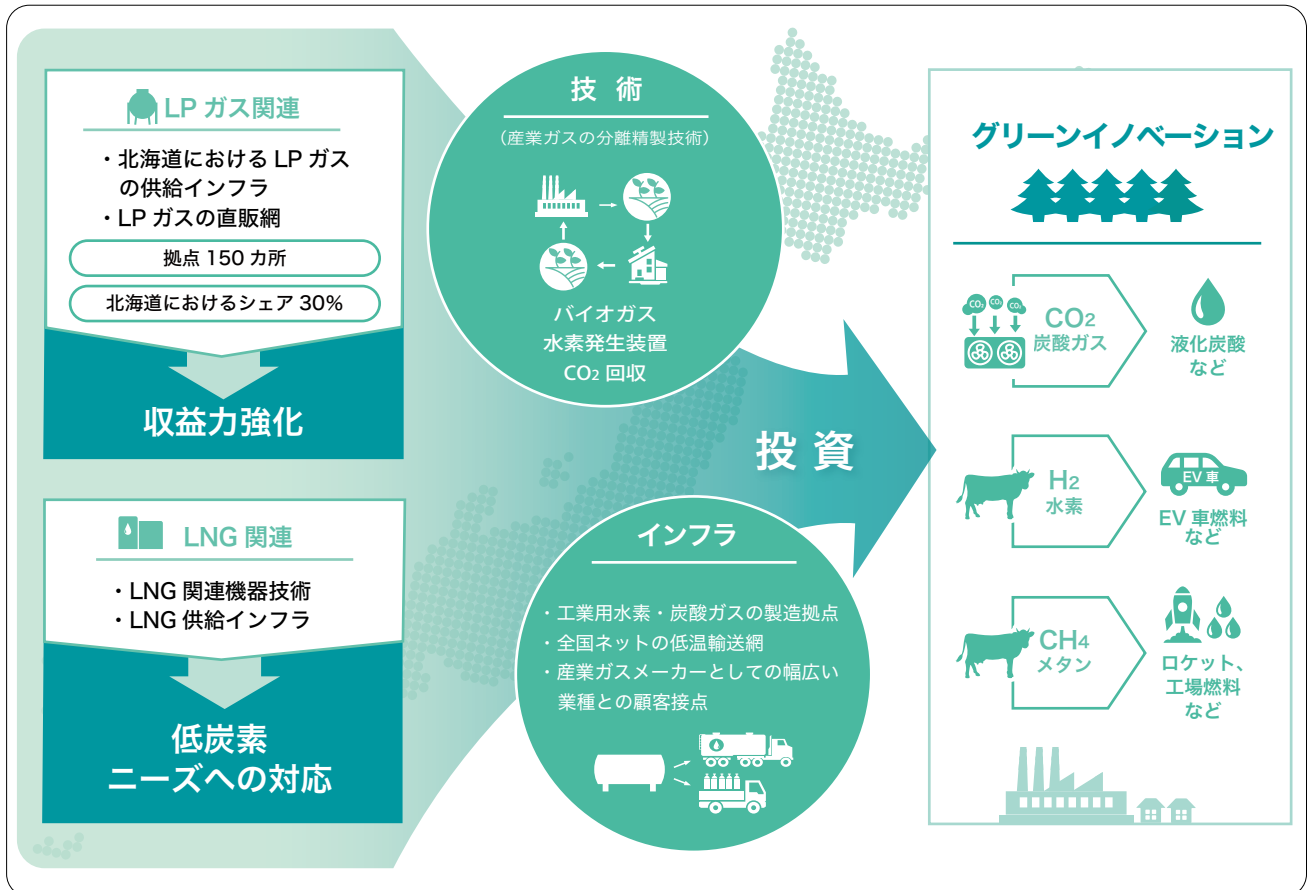 LP ガス関連
・北海道における LP ガス
の供給インフラ
・LP ガスの直販網
拠点 150 カ所
北海道におけるシェア 30%
収益力強化
LNG 関連
・LNG 関連機器技術
・LNG 供給インフラ
低炭素
ニーズへの対応
技 術
(産業ガスの分離精製技術)
バイオガス
水素発生装置
CO₂ 回収
投 資
インフラ
・工業用水素・炭酸ガスの製造拠点
・全国ネットの低温輸送網
・産業ガスメーカーとしての幅広い
業種との顧客接点
グリーンイノベーション
CO₂ CO₂ CO₂
CO₂
炭酸ガス
液化炭酸
など
H₂
水素
EV 車
EV 車燃料
など
CH₄
メタン
ロケット、
工場燃料
など